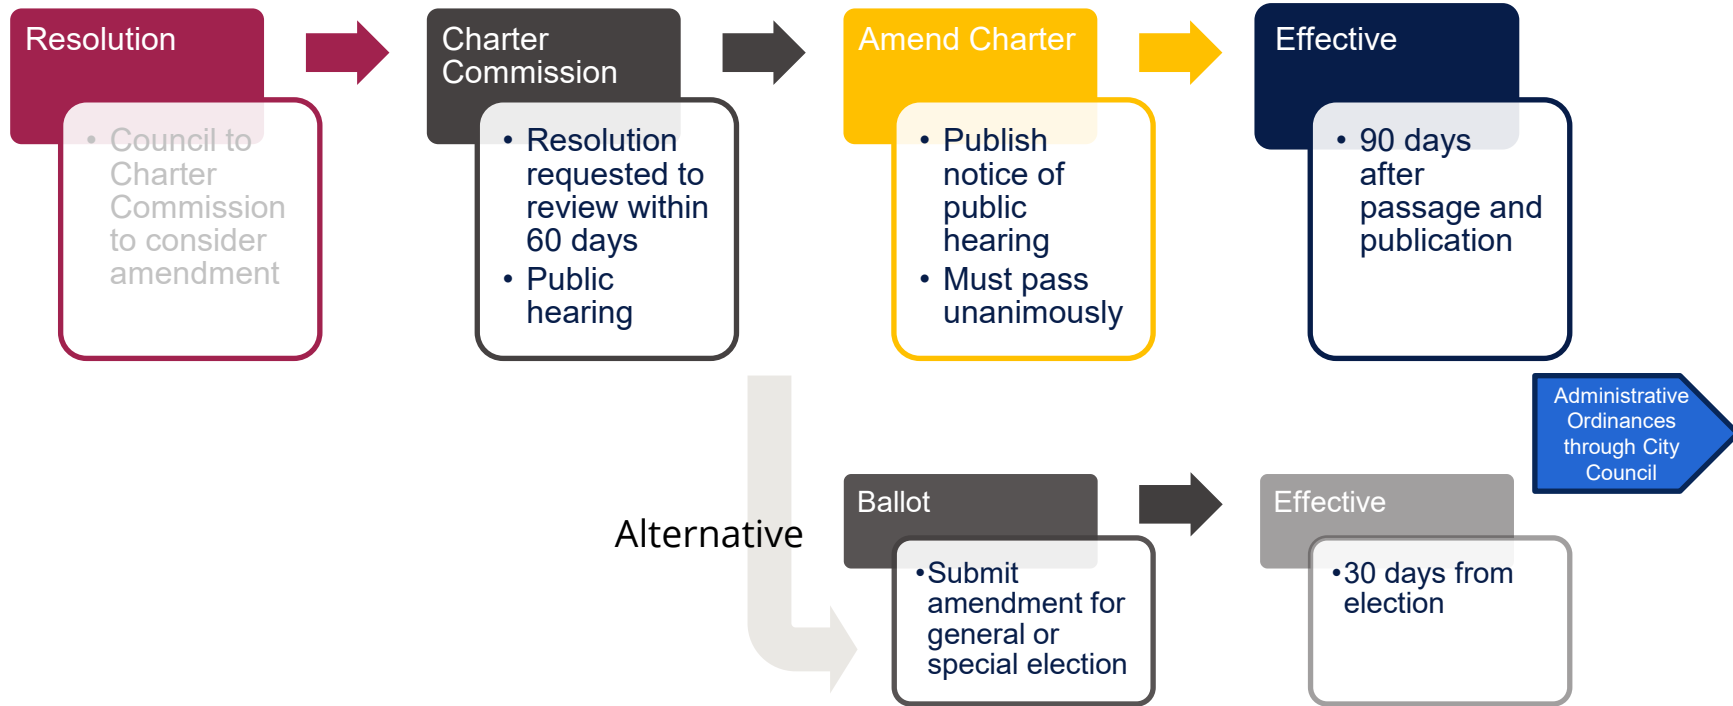 Resolution
• Council to
Charter
Commission
to consider
amendment
Charter
Commission
• Resolution
requested to
review within
60 days
• Public
hearing
Amend Charter
• Publish
notice of
public
hearing
• Must pass
unanimously
Effective
• 90 days
after
passage and
publication
Administrative
Ordinances
through City
Council
Alternative
Ballot
•Submit
amendment for
general or
special election
Effective
•30 days from
election